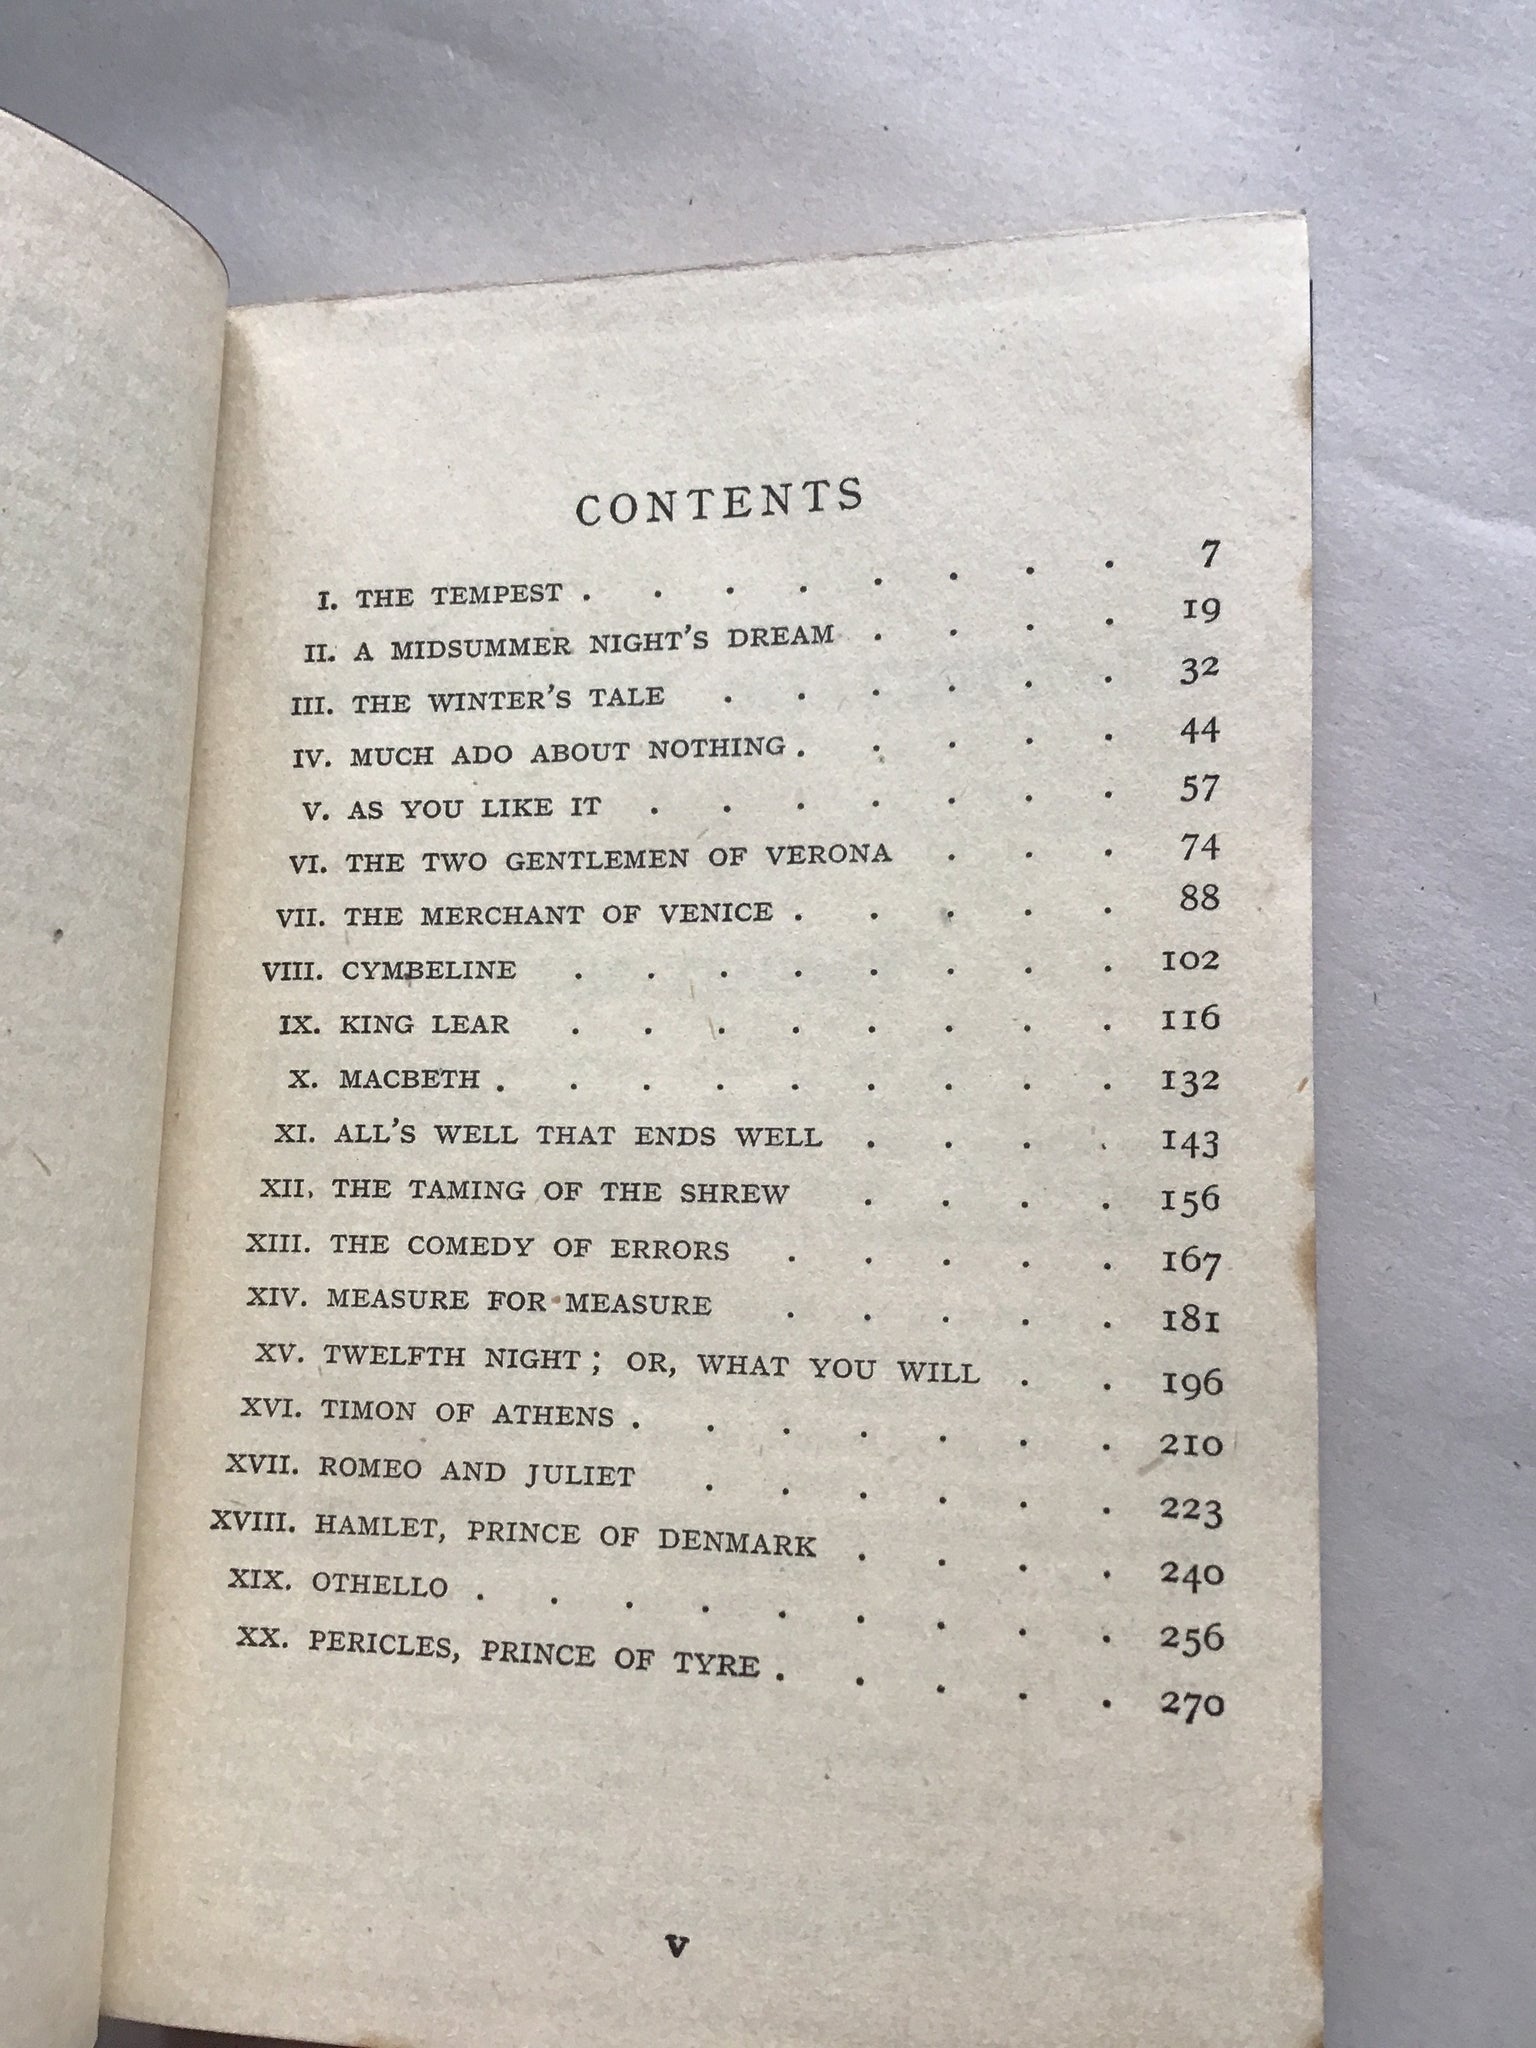 CONTENTS
I. THE TEMPEST . . . . . . . . 7
II. A MIDSUMMER NIGHT'S DREAM . . . . 19
III. THE WINTER'S TALE . . . . . . 32
IV. MUCH ADO ABOUT NOTHING . . . . . 44
V. AS YOU LIKE IT . . . . . . . 57
VI. THE TWO GENTLEMEN OF VERONA . . . 74
VII. THE MERCHANT OF VENICE . . . . . 88
VIII. CYMBELINE . . . . . . . . 102
IX. KING LEAR . . . . . . . . 116
X. MACBETH . . . . . . . . . 132
XI. ALL'S WELL THAT ENDS WELL . . . . 143
XII. THE TAMING OF THE SHREW . . . . 156
XIII. THE COMEDY OF ERRORS . . . . . 167
XIV. MEASURE FOR MEASURE . . . . . 181
XV. TWELFTH NIGHT ; OR, WHAT YOU WILL . . 196
XVI. TIMON OF ATHENS . . . . . . . 210
XVII. ROMEO AND JULIET . . . . . . 223
XVIII. HAMLET, PRINCE OF DENMARK . . . . 240
XIX. OTHELLO . . . . . . . . . 256
XX. PERICLES, PRINCE OF TYRE . . . . . 270
v